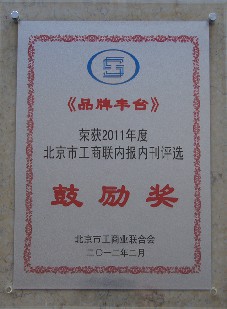 《品牌丰台》
荣获2011年度
北京市工商联内报内刊评选
鼓励奖
北京市工商业联合会
二〇一二年二月